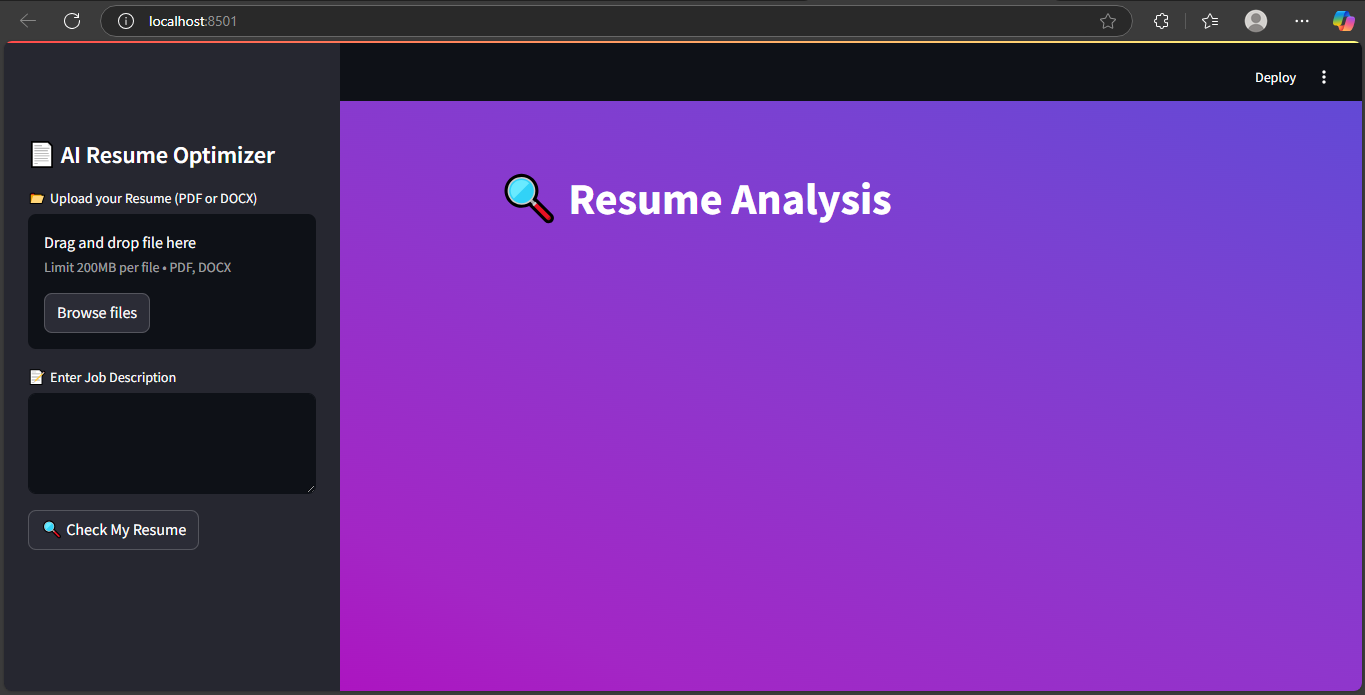 localhost:8501
Deploy
📄 AI Resume Optimizer
📂 Upload your Resume (PDF or DOCX)
Drag and drop file here
Limit 200MB per file • PDF, DOCX
Browse files
📝 Enter Job Description
🔍 Check My Resume
🔍 Resume Analysis